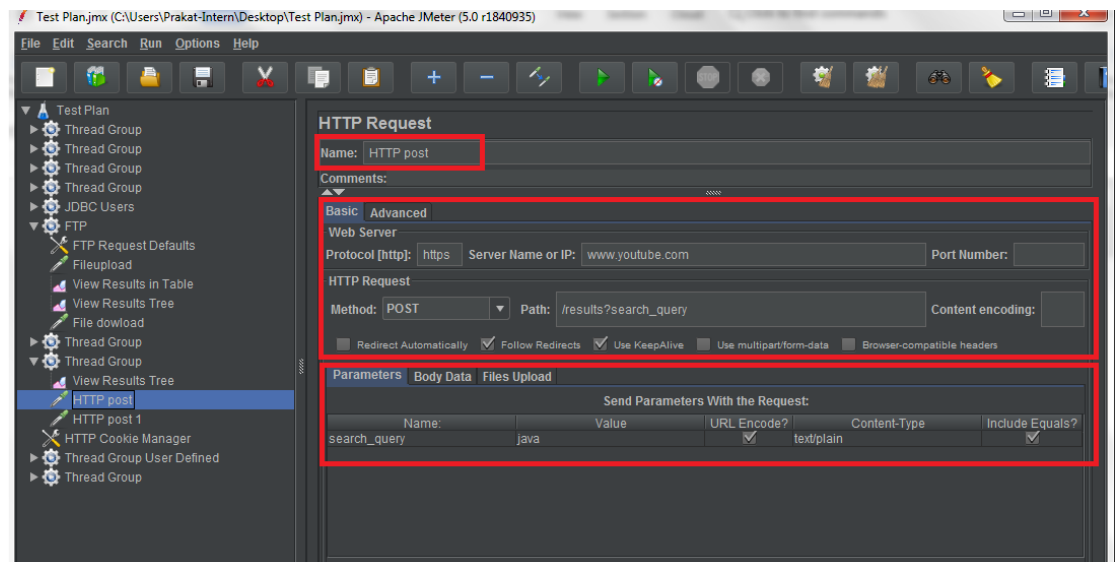 Test Plan.jmx (C:\Users\Prakat-Intern\Desktop\Test Plan.jmx) - Apache JMeter (5.0 r1840935)
File Edit Search Run Options Help
STOP
Test Plan
Thread Group
Thread Group
Thread Group
Thread Group
JDBC Users
FTP
FTP Request Defaults
Fileupload
View Results in Table
View Results Tree
File dowload
Thread Group
Thread Group
View Results Tree
HTTP post
HTTP post 1
HTTP Cookie Manager
Thread Group User Defined
Thread Group
HTTP Request
Name: HTTP post
Comments:
Basic Advanced
Web Server
Protocol [http]: https Server Name or IP: www.youtube.com Port Number:
HTTP Request
Method: POST Path: /results?search_query Content encoding:
Redirect Automatically Follow Redirects Use KeepAlive Use multipart/form-data Browser-compatible headers
Parameters Body Data Files Upload
Send Parameters With the Request:
Name: Value URL Encode? Content-Type Include Equals?
search_query java text/plain